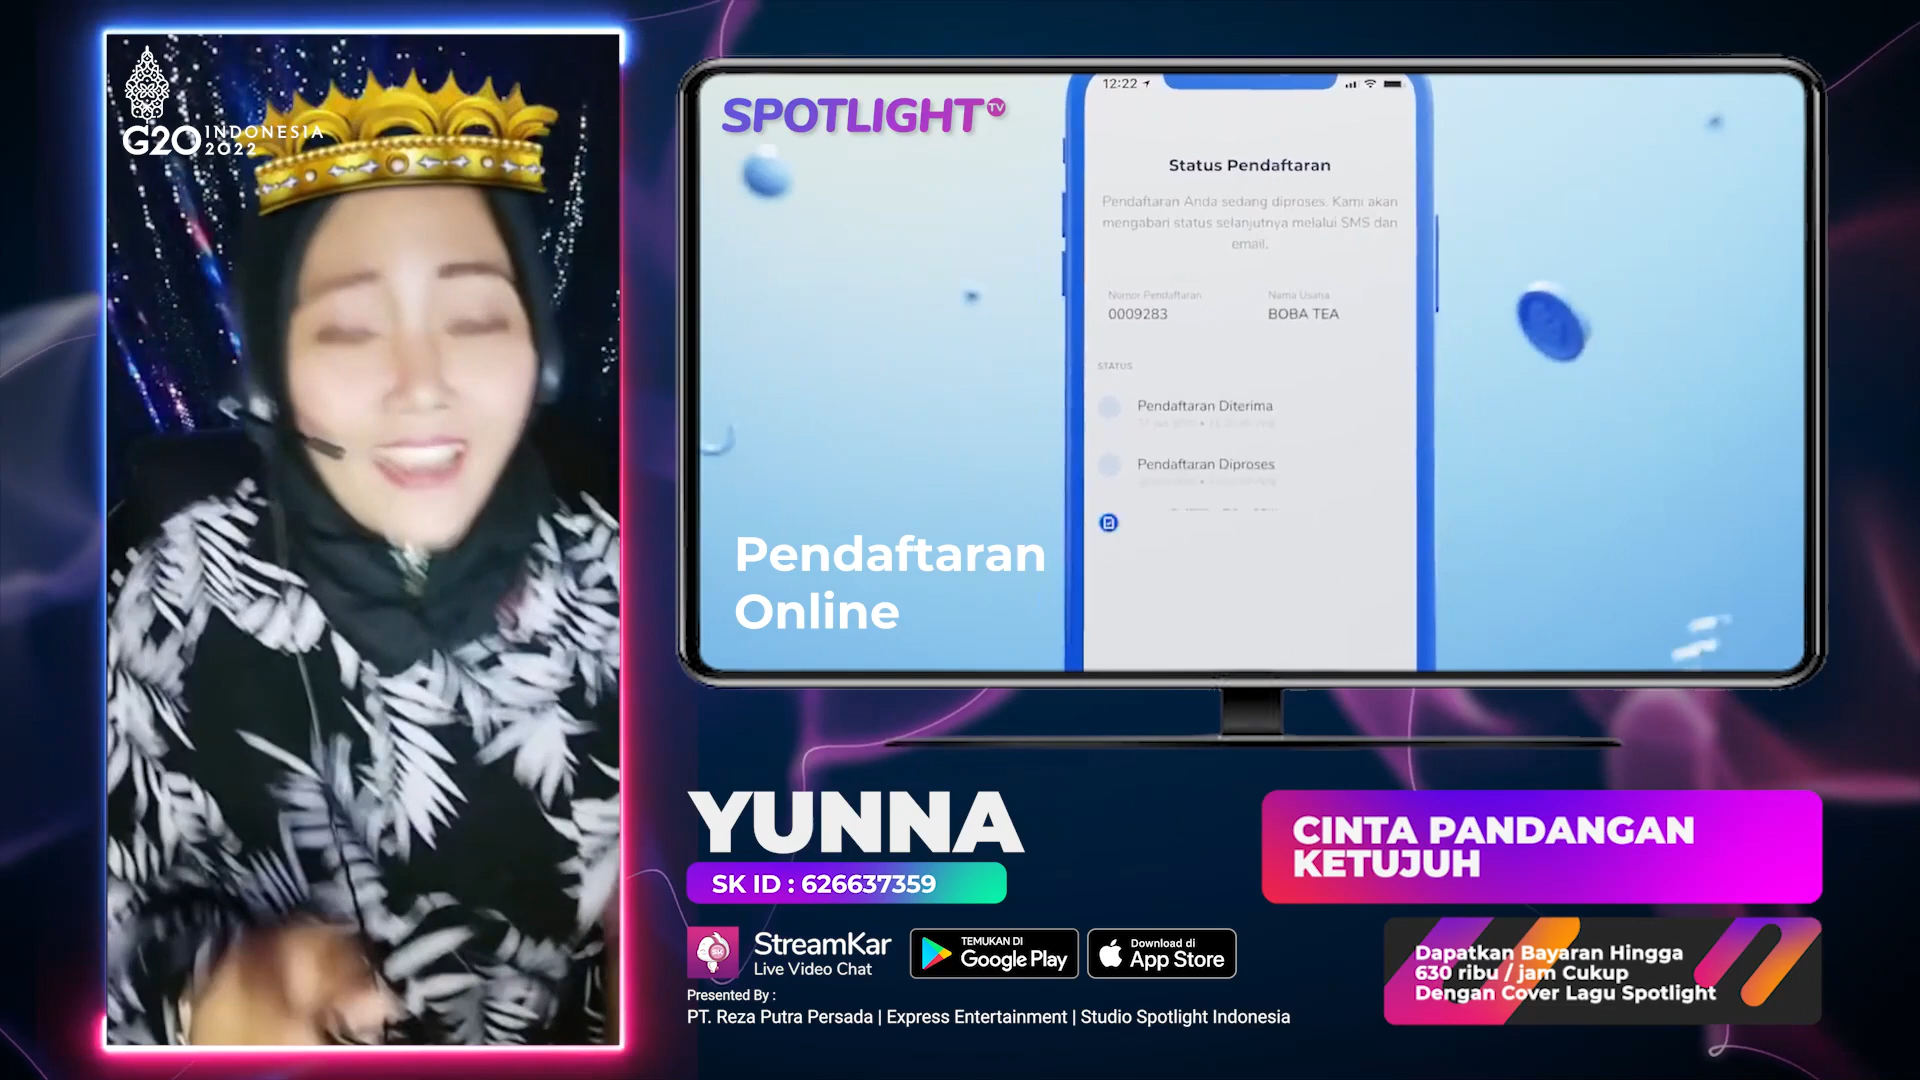 G20 INDONESIA
2022
SPOTLIGHT TV
12:22
Status Pendaftaran
Pendaftaran Anda sedang diproses. Kami akan
mengabari status selanjutnya melalui SMS dan
email.
Nomor Pendaftaran
Nama Usaha
0009283
BOBA TEA
STATUS
Pendaftaran Diterima
Pendaftaran Diproses
Pendaftaran
Online
YUNNA
SK ID : 626637359
CINTA PANDANGAN
KETUJUH
StreamKar
Live Video Chat
TEMUKAN DI
Google Play
Download di
App Store
Dapatkan Bayaran Hingga
630 ribu / jam Cukup
Dengan Cover Lagu Spotlight
Presented By :
PT. Reza Putra Persada | Express Entertainment | Studio Spotlight Indonesia